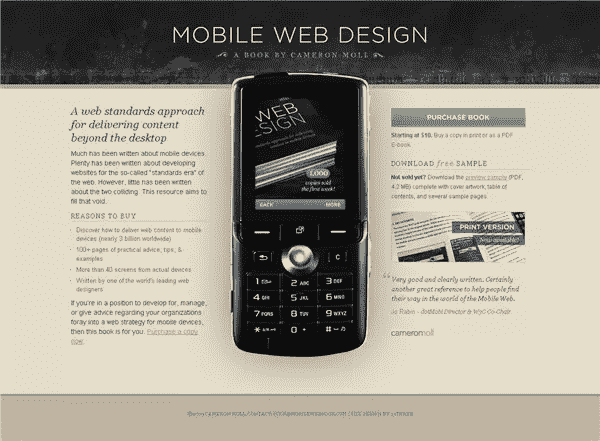 MOBILE WEB DESIGN
A BOOK BY CAMERON MOLL
A web standards approach
for delivering content
beyond the desktop
Much has been written about mobile devices.
Plenty has been written about developing
websites for the so-called "standards era" of
the web. However, little has been written
about the two colliding. This resource aims to
fill that void.
REASONS TO BUY
Discover how to deliver web content to mobile
devices (nearly 3 billion worldwide)
100+ pages of practical advice, tips, &
examples
More than 40 screens from actual devices
Written by one of the world's leading web
designers
If you're in a position to develop for, manage,
or give advice regarding your organizations
foray into a web strategy for mobile devices,
then this book is for you. Purchase a copy
now.
WEB
ESIGN
1,000
copies sold
the first week!
BACK MORE
C
1 2 ABC 3 DEF
4 GHI 5 JKL 6 MNO
7 PQRS 8 TUV 9 WXYZ
* 0 + #
PURCHASE BOOK
Starting at $10. Buy a copy in print or as a PDF
E-book.
DOWNLOAD free SAMPLE
Not sold yet? Download the preview sample (PDF,
4.2 MB) complete with cover artwork, table of
contents, and several sample pages.
PRINT VERSION
Now available!
“ Very good and clearly written. Certainly
another great reference to help people find
their way in the world of the Mobile Web.
Jo Rabin - dotMobi Director & W3C Co-Chair
cameronmoll